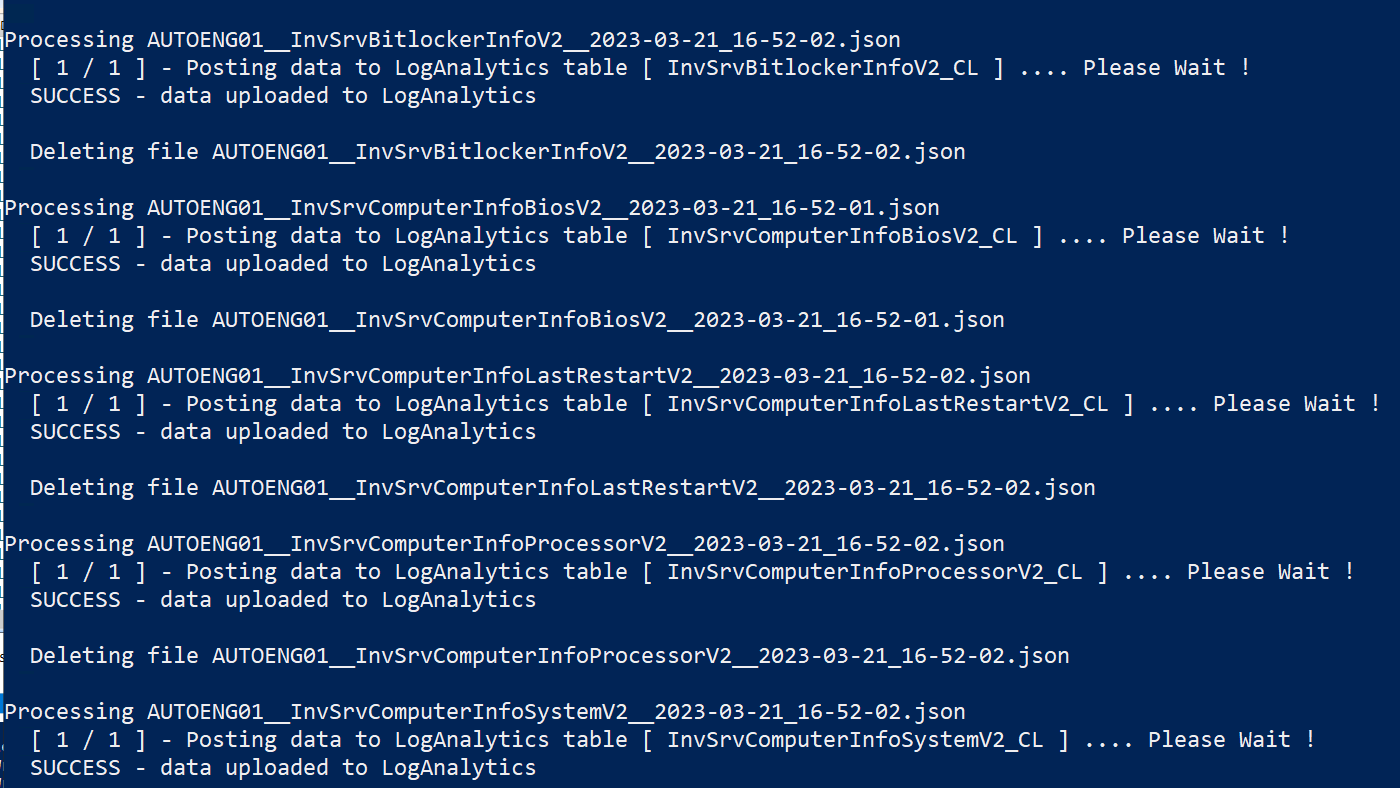 Processing AUTOENG01__InvSrvBitlockerInfoV2__2023-03-21_16-52-02.json
[ 1 / 1 ] - Posting data to LogAnalytics table [ InvSrvBitlockerInfoV2_CL ] .... Please Wait !
SUCCESS - data uploaded to LogAnalytics
Deleting file AUTOENG01__InvSrvBitlockerInfoV2__2023-03-21_16-52-02.json
Processing AUTOENG01__InvSrvComputerInfoBiosV2__2023-03-21_16-52-01.json
[ 1 / 1 ] - Posting data to LogAnalytics table [ InvSrvComputerInfoBiosV2_CL ] .... Please Wait !
SUCCESS - data uploaded to LogAnalytics
Deleting file AUTOENG01__InvSrvComputerInfoBiosV2__2023-03-21_16-52-01.json
Processing AUTOENG01__InvSrvComputerInfoLastRestartV2__2023-03-21_16-52-02.json
[ 1 / 1 ] - Posting data to LogAnalytics table [ InvSrvComputerInfoLastRestartV2_CL ] .... Please Wait !
SUCCESS - data uploaded to LogAnalytics
Deleting file AUTOENG01__InvSrvComputerInfoLastRestartV2__2023-03-21_16-52-02.json
Processing AUTOENG01__InvSrvComputerInfoProcessorV2__2023-03-21_16-52-02.json
[ 1 / 1 ] - Posting data to LogAnalytics table [ InvSrvComputerInfoProcessorV2_CL ] .... Please Wait !
SUCCESS - data uploaded to LogAnalytics
Deleting file AUTOENG01__InvSrvComputerInfoProcessorV2__2023-03-21_16-52-02.json
Processing AUTOENG01__InvSrvComputerInfoSystemV2__2023-03-21_16-52-02.json
[ 1 / 1 ] - Posting data to LogAnalytics table [ InvSrvComputerInfoSystemV2_CL ] .... Please Wait !
SUCCESS - data uploaded to LogAnalytics